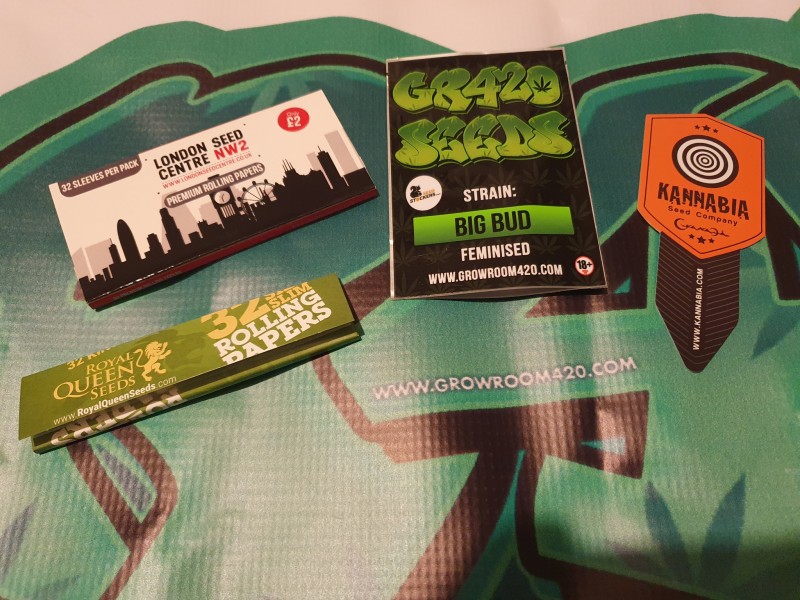 32 SLEEVES PER PACK
LONDON SEED
CENTRE NW2
WWW.LONDONSEEDCENTRE.CO.UK
PREMIUM ROLLING PAPERS
Only
£2
GR420
SEEDS
STRAIN:
BIG BUD
FEMINISED
WWW.GROWROOM420.COM
18+
KANNABIA
Seed Company
WWW.KANNABIA.COM
32
SLIM
ROLLING
PAPERS
ROYAL
QUEEN
SEEDS
www.RoyalQueenSeeds.com
WWW.GROWROOM420.COM